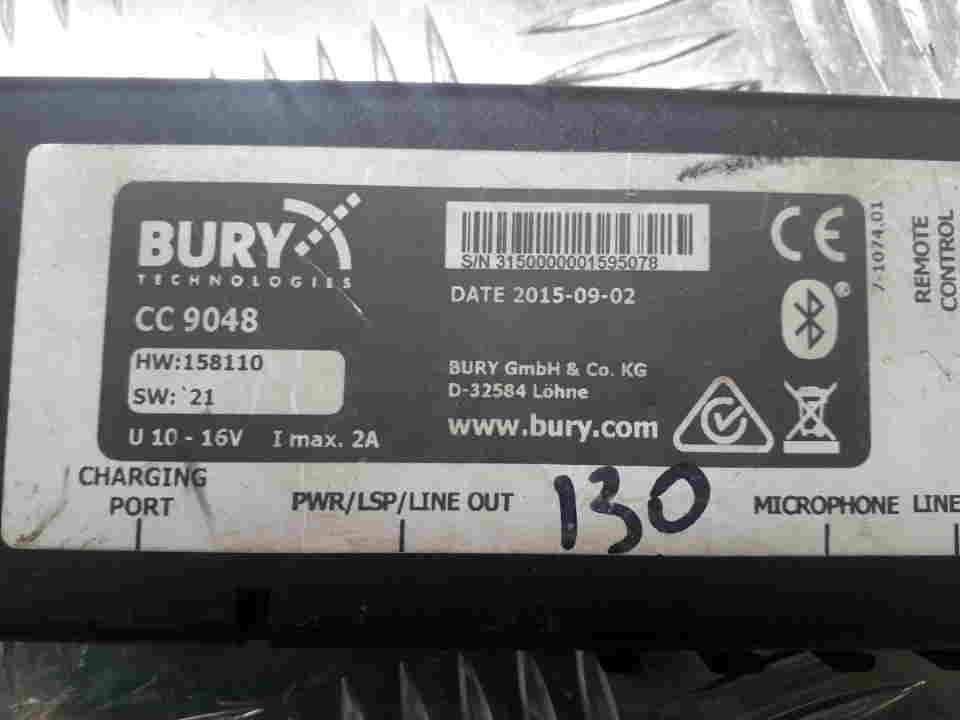 BURY
TECHNOLOGIES
CC 9048
HW:158110
SW:`21
U 10 - 16V I max. 2A
S/N 3150000001595078
DATE 2015-09-02
BURY GmbH & Co. KG
D-32584 Löhne
www.bury.com
CE
7-1074.01
REMOTE
CONTROL
CHARGING
PORT
PWR/LSP/LINE OUT
130
MICROPHONE
LINE